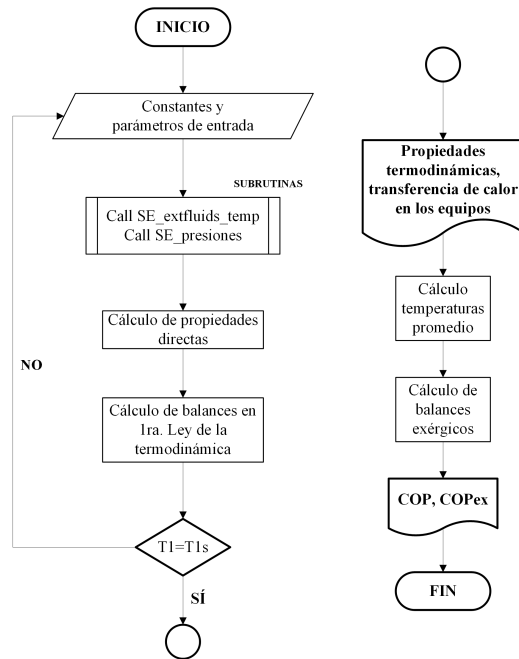 INICIO
Constantes y
parámetros de entrada
SUBRUTINAS
Call SE_extfluids_temp
Call SE_presiones
Cálculo de propiedades
directas
NO
Cálculo de balances en
1ra. Ley de la
termodinámica
T1=T1s
SÍ
Propiedades
termodinámicas,
transferencia de calor
en los equipos
Cálculo
temperaturas
promedio
Cálculo de
balances
exérgicos
COP, COPex
FIN